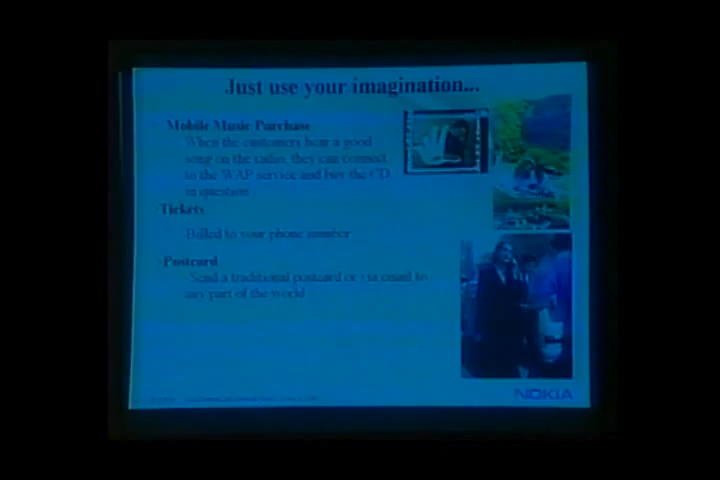 Just use your imagination...
Mobile Music Purchase
When the customers hear a good
song on the radio, they can connect
to the WAP service and buy the CD
in question
Tickets
Billed to your phone number
Postcard
Send a traditional postcard or via email to
any part of the world
NOKIA